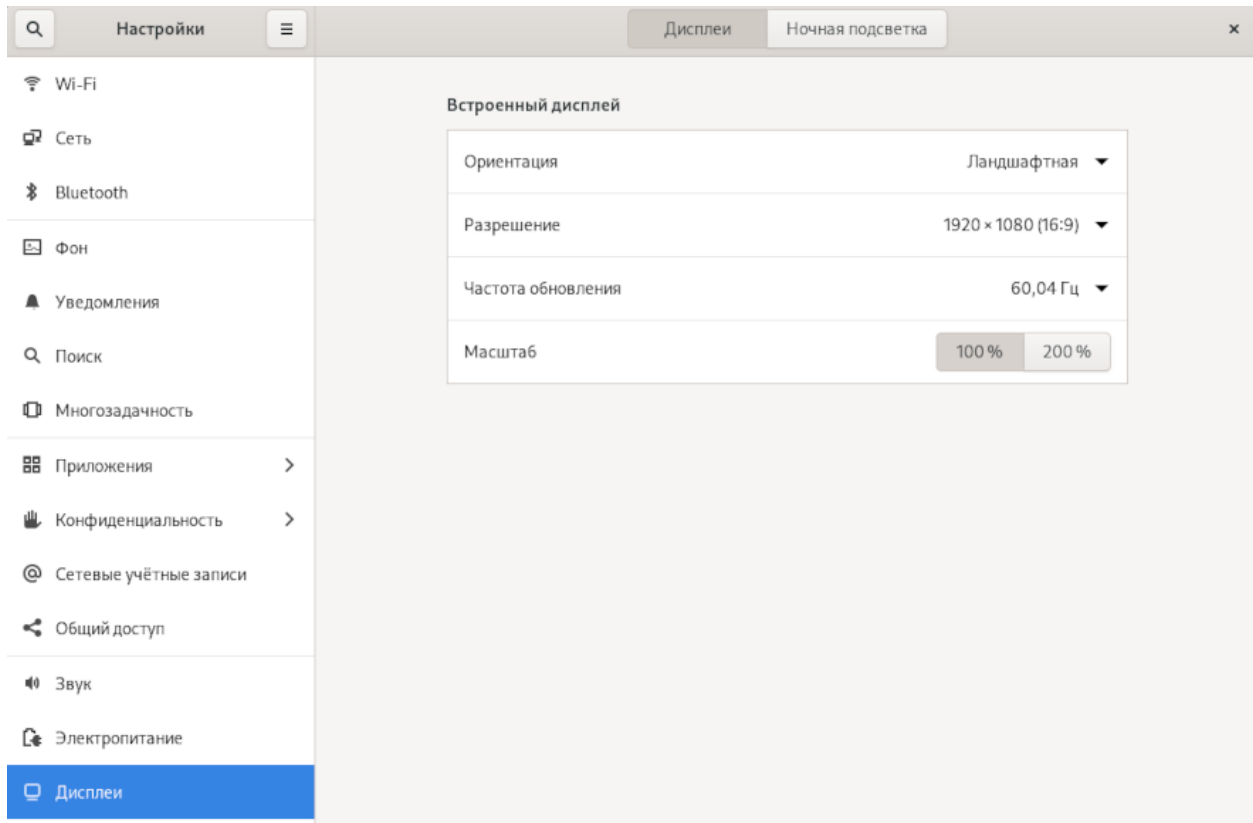 Настройки
Дисплеи
Ночная подсветка
Wi-Fi
Сеть
Bluetooth
Фон
Уведомления
Поиск
Многозадачность
Приложения
Конфиденциальность
Сетевые учётные записи
Общий доступ
Звук
Электропитание
Дисплеи
Встроенный дисплей
Ориентация Ландшафтная
Разрешение 1920 × 1080 (16:9)
Частота обновления 60,04 Гц
Масштаб 100 % 200 %